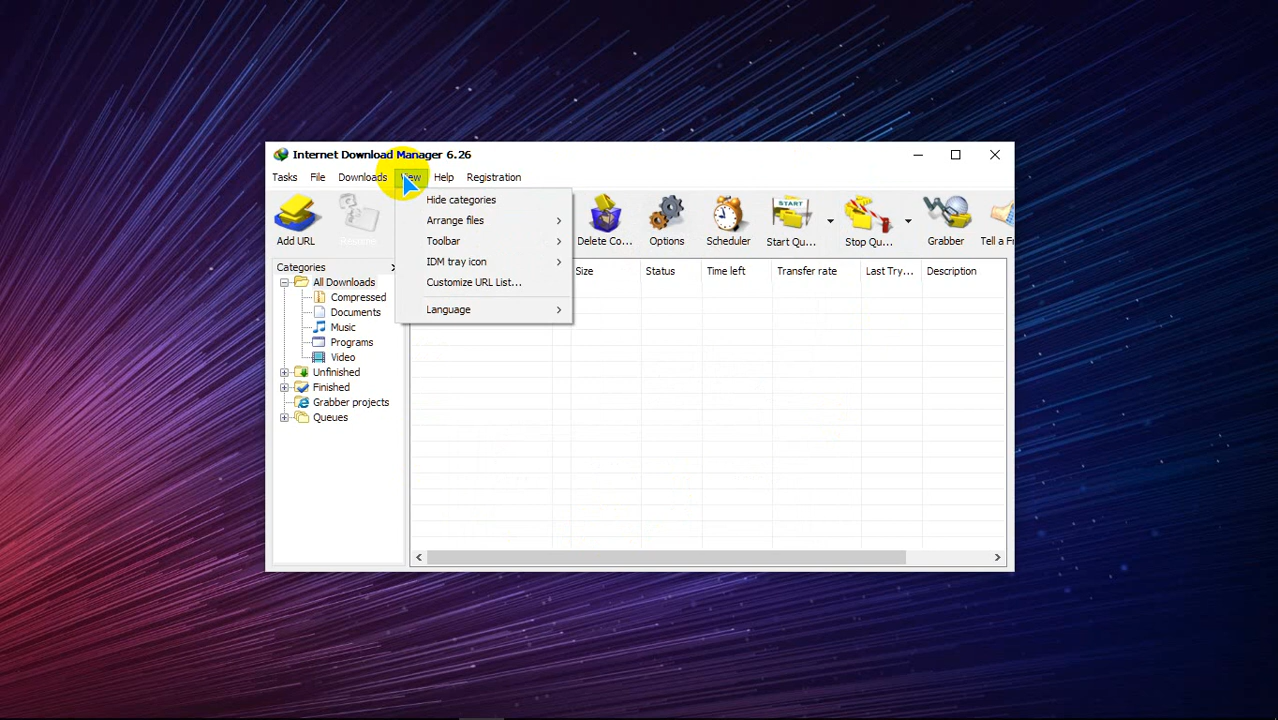 Internet Download Manager 6.26
Tasks File Downloads View Help Registration
Hide categories
Arrange files
Toolbar
IDM tray icon
Customize URL List...
Language
Add URL Resume Delete Co... Options Scheduler Start Qu... Stop Qu... Grabber Tell a Fr
Categories
Size Status Time left Transfer rate Last Try... Description
All Downloads
Compressed
Documents
Music
Programs
Video
Unfinished
Finished
Grabber projects
Queues
START